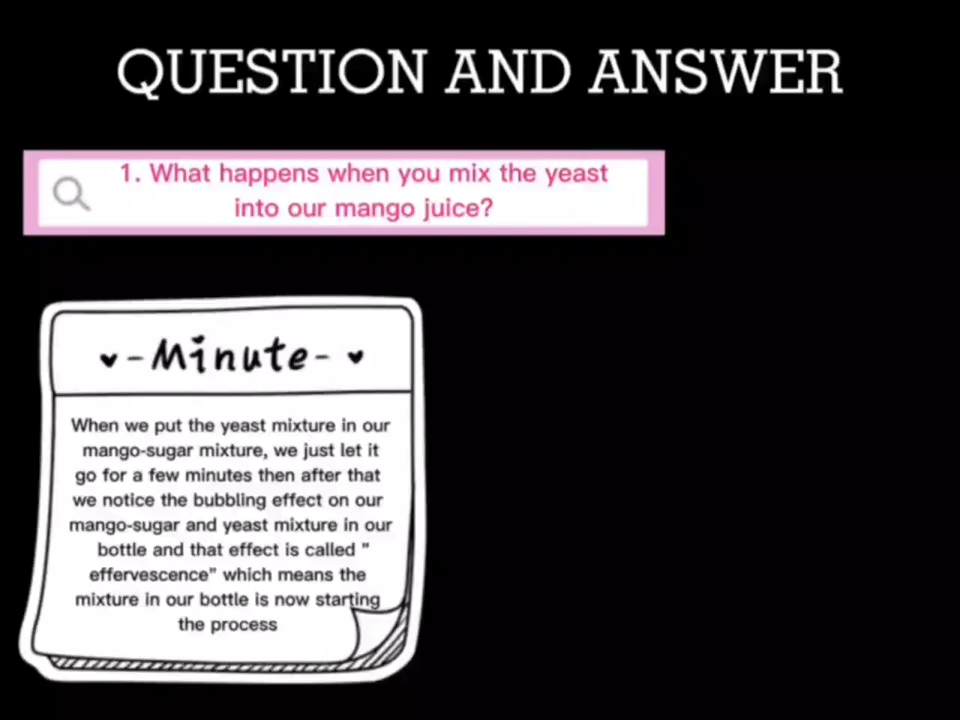 QUESTION AND ANSWER
1. What happens when you mix the yeast
into our mango juice?
-Minute-
When we put the yeast mixture in our
mango-sugar mixture, we just let it
go for a few minutes then after that
we notice the bubbling effect on our
mango-sugar and yeast mixture in our
bottle and that effect is called "
effervescence" which means the
mixture in our bottle is now starting
the process